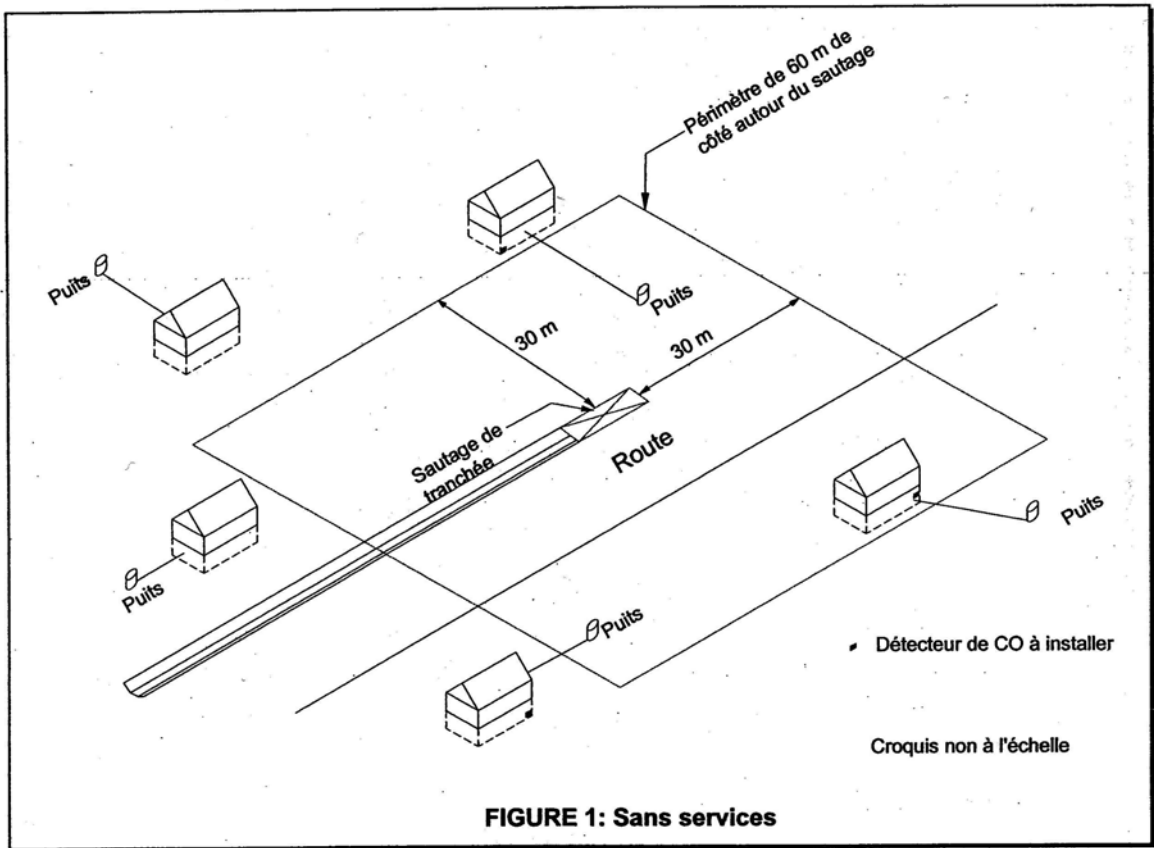 Périmètre de 60 m de
côté autour du sautage
Puits
Puits
30 m
30 m
Sautage de
tranchée
Route
Puits
Puits
Puits
Détecteur de CO à installer
Croquis non à l'échelle
FIGURE 1: Sans services